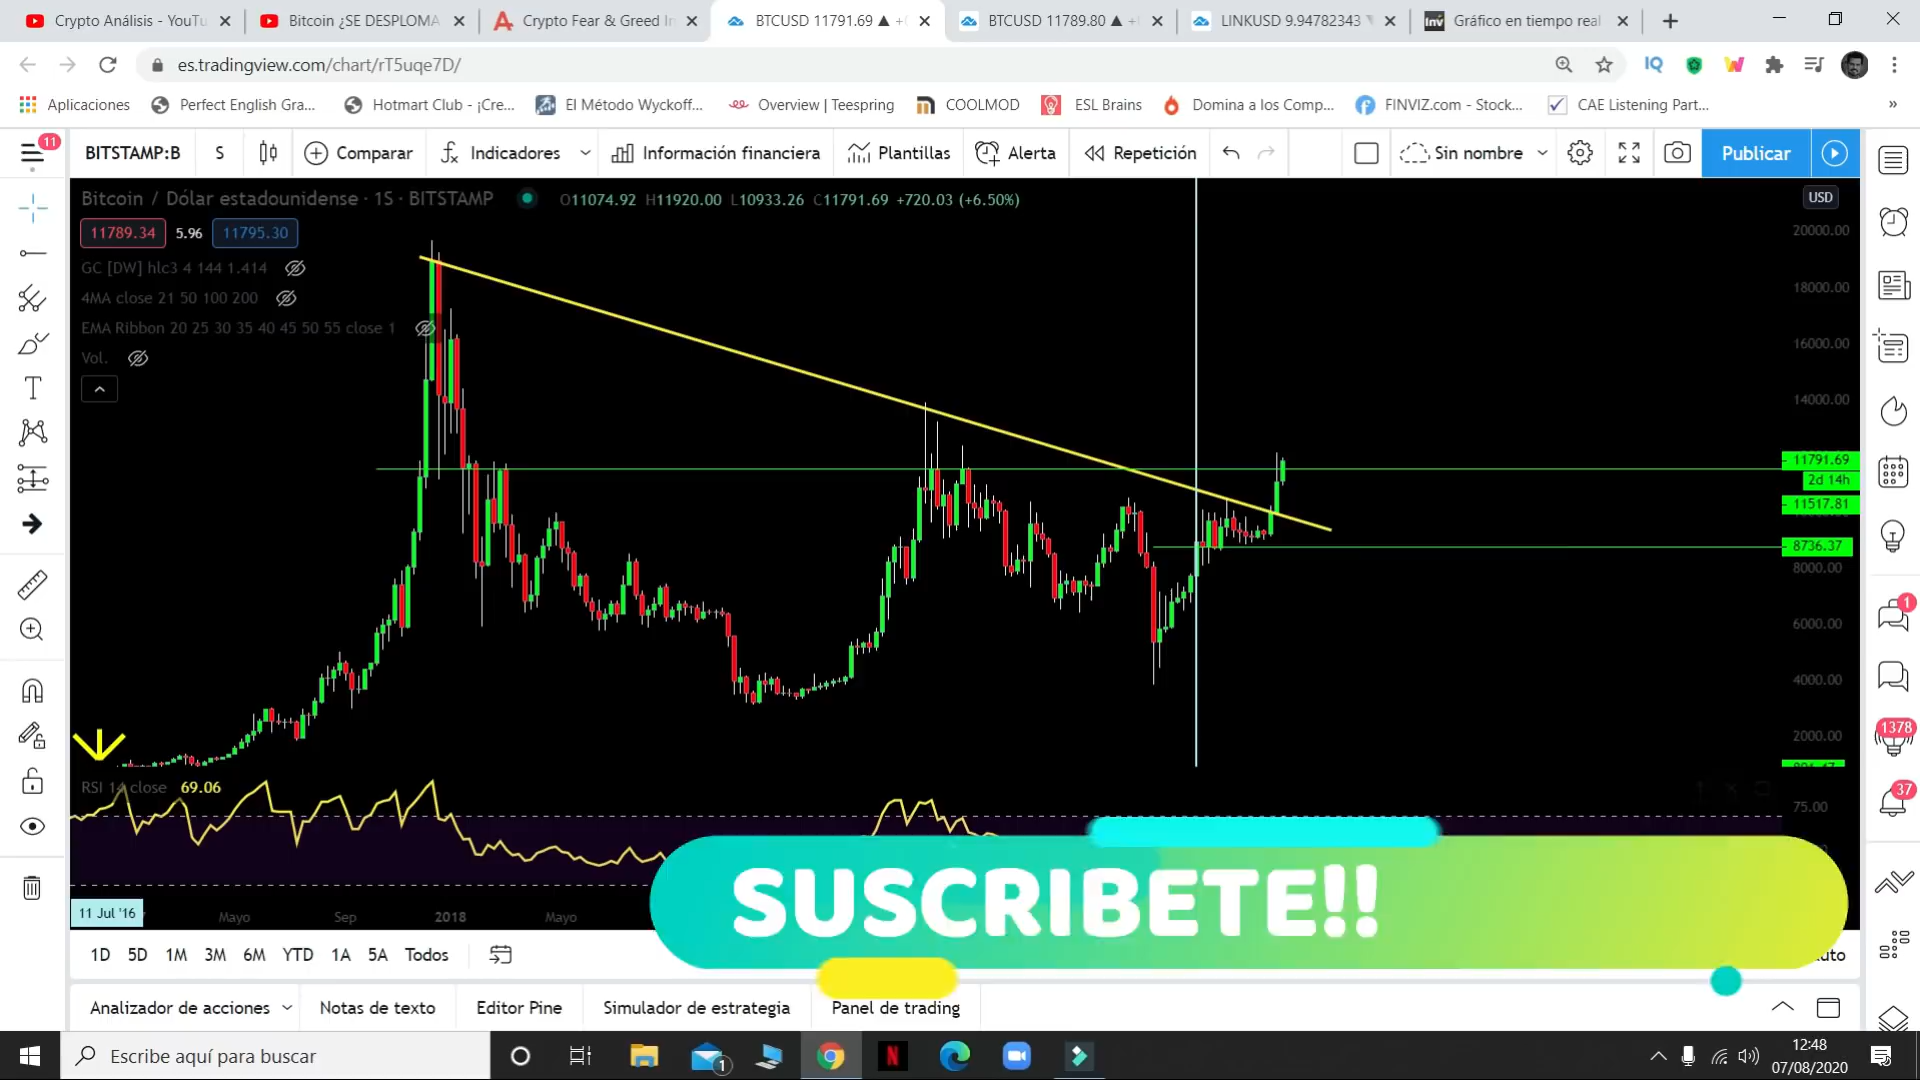 Crypto Análisis - YouTu
Bitcoin ¿SE DESPLOMA
Crypto Fear & Greed In
BTCUSD 11791.69 ▲ +
BTCUSD 11789.80 ▲ +
LINKUSD 9.94782343 ▼
Gráfico en tiempo real
es.tradingview.com/chart/rT5uqe7D/
Aplicaciones
Perfect English Gra...
Hotmart Club - ¡Cre...
El Método Wyckoff...
Overview | Teespring
COOLMOD
ESL Brains
Domina a los Comp...
FINVIZ.com - Stock...
CAE Listening Part...
»
11
BITSTAMP:B
S
Comparar
Indicadores
Información financiera
Plantillas
Alerta
Repetición
Sin nombre
Publicar
Bitcoin / Dólar estadounidense · 1S · BITSTAMP
O11074.92 H11920.00 L10933.26 C11791.69 +720.03 (+6.50%)
USD
11789.34
5.96
11795.30
GC [DW] hlc3 4 144 1.414
4MA close 21 50 100 200
EMA Ribbon 20 25 30 35 40 45 50 55 close 1
Vol.
20000.00
18000.00
16000.00
14000.00
11791.69
2d 14h
11517.81
8736.37
8000.00
6000.00
4000.00
2000.00
RSI 14 close 69.06
75.00
SUSCRIBETE!!
11 Jul '16
Mayo
Sep
2018
Mayo
1D
5D
1M
3M
6M
YTD
1A
5A
Todos
uto
Analizador de acciones
Notas de texto
Editor Pine
Simulador de estrategia
Panel de trading
1
1378
37
Escribe aquí para buscar
1
12:48
07/08/2020